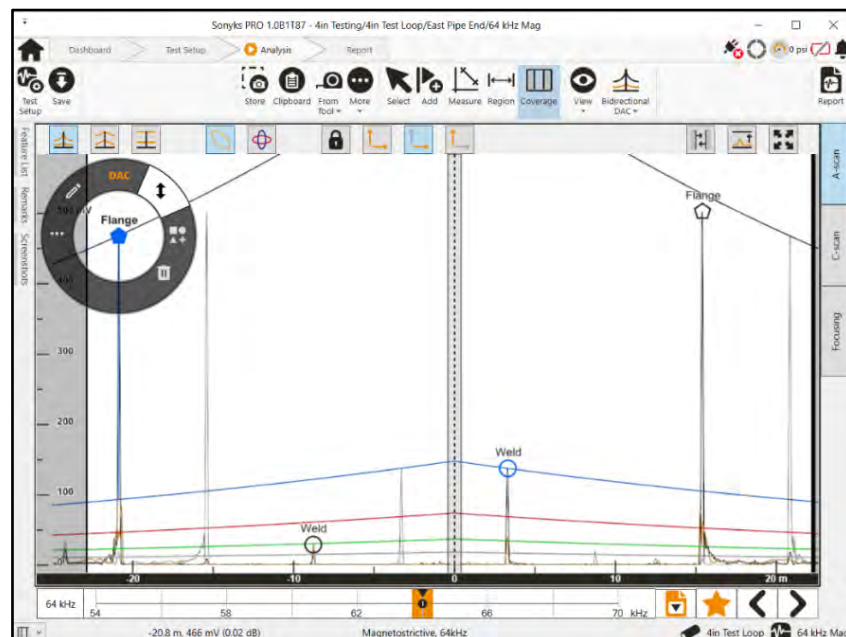 Sonyks PRO 1.0B1T87 - 4in Testing/4in Test Loop/East Pipe End/64 kHz Mag
Dashboard Test Setup Analysis Report
0 psi
Test Setup Save Store Clipboard From Tool More Select Add Measure Region Coverage View Bidirectional DAC Report
Feature List Remarks Screenshots
A-scan
C-scan
Focusing
DAC
Flange
Flange
mV
400
300
200
100
Weld
Weld
-20 -10 0 10 20 m
64 kHz 54 58 62 66 70 kHz
-20.8 m, 466 mV (0.02 dB) Magnetostrictive, 64kHz 4in Test Loop 64 kHz Mag